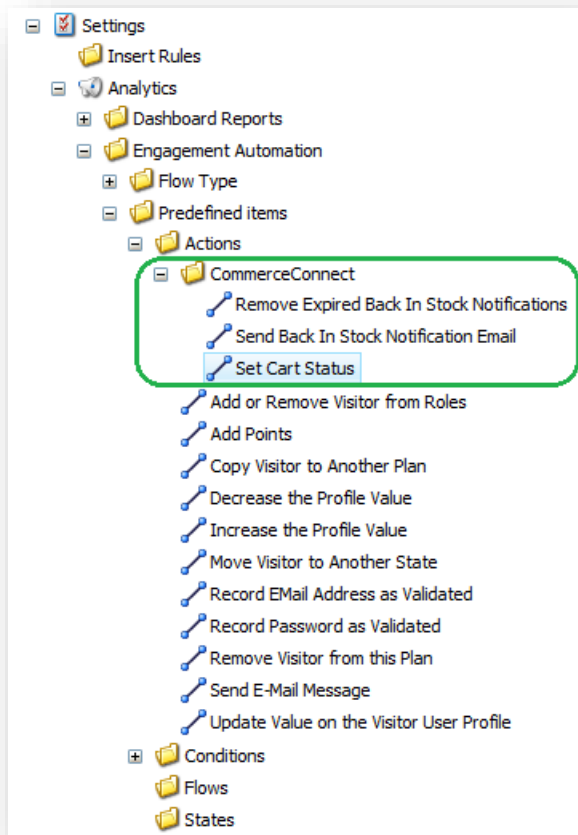 Settings
Insert Rules
Analytics
Dashboard Reports
Engagement Automation
Flow Type
Predefined items
Actions
CommerceConnect
Remove Expired Back In Stock Notifications
Send Back In Stock Notification Email
Set Cart Status
Add or Remove Visitor from Roles
Add Points
Copy Visitor to Another Plan
Decrease the Profile Value
Increase the Profile Value
Move Visitor to Another State
Record EMail Address as Validated
Record Password as Validated
Remove Visitor from this Plan
Send E-Mail Message
Update Value on the Visitor User Profile
Conditions
Flows
States